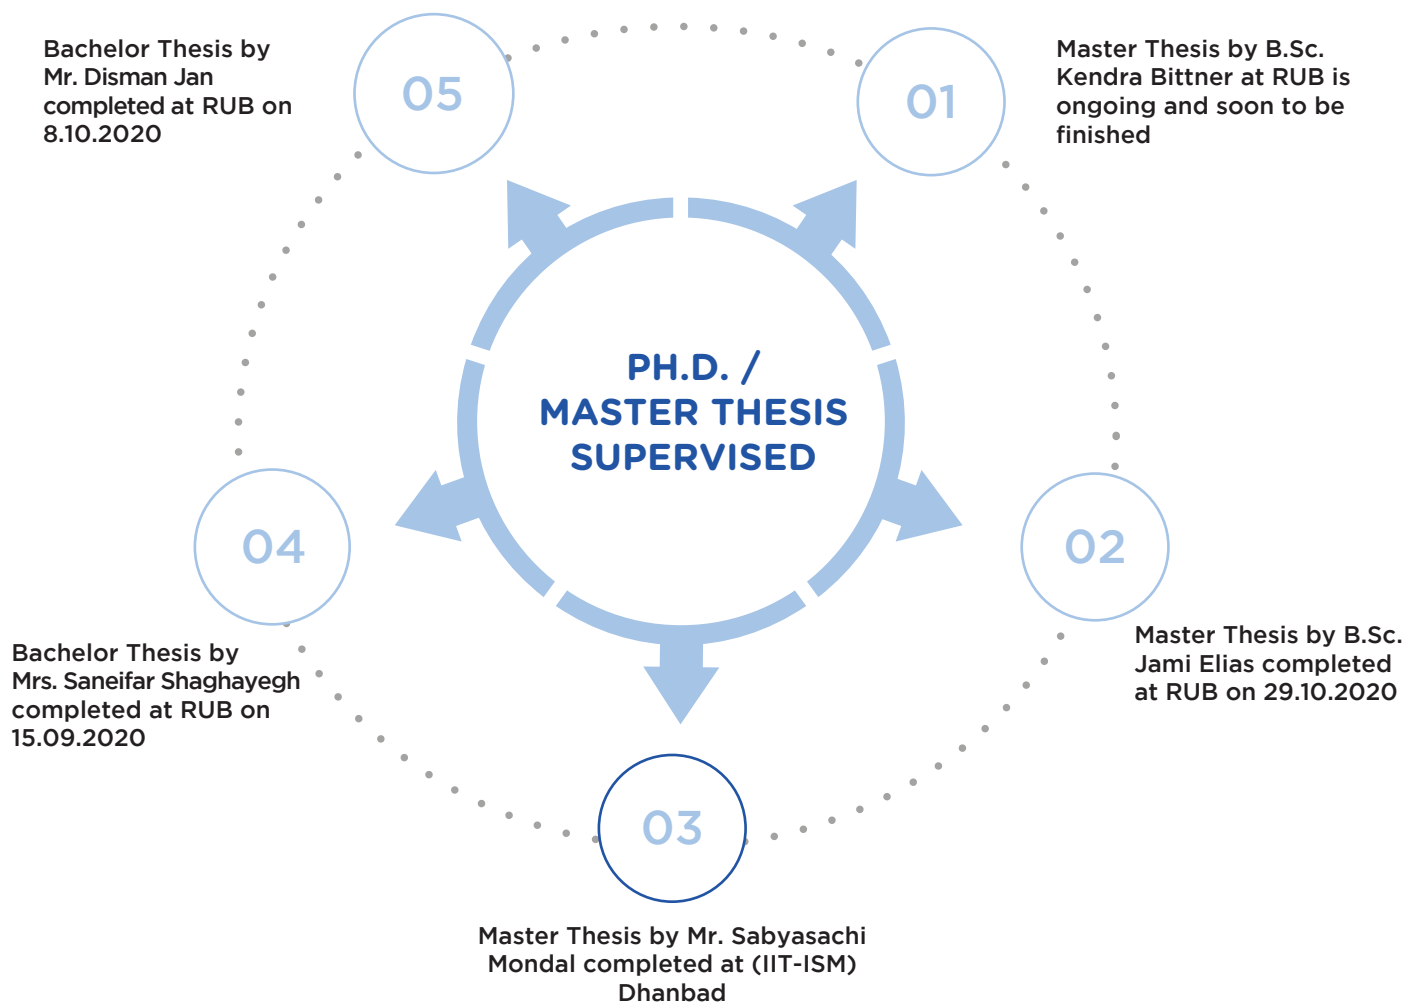 PH.D. /
MASTER THESIS
SUPERVISED
01
Master Thesis by B.Sc.
Kendra Bittner at RUB is
ongoing and soon to be
finished
02
Master Thesis by B.Sc.
Jami Elias completed
at RUB on 29.10.2020
03
Master Thesis by Mr. Sabyasachi
Mondal completed at (IIT-ISM)
Dhanbad
04
Bachelor Thesis by
Mrs. Saneifar Shaghayegh
completed at RUB on
15.09.2020
05
Bachelor Thesis by
Mr. Disman Jan
completed at RUB on
8.10.2020